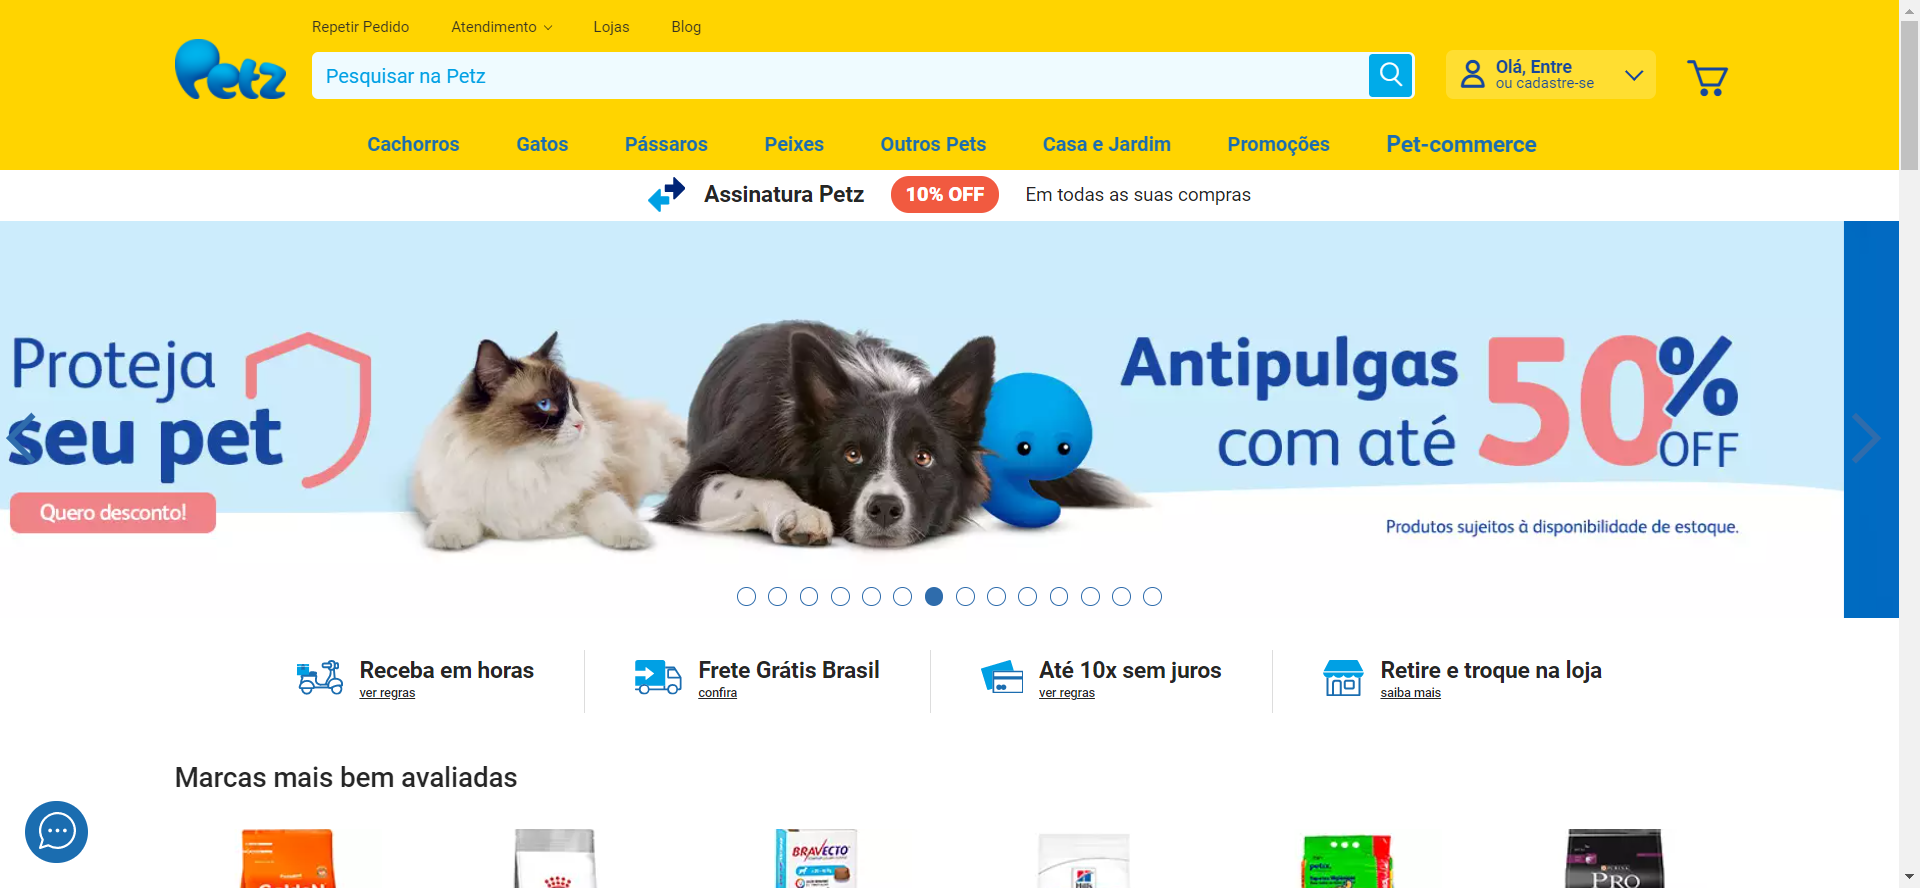 Repetir Pedido
Atendimento
Lojas
Blog
Petz
Pesquisar na Petz
Olá, Entre
ou cadastre-se
Cachorros
Gatos
Pássaros
Peixes
Outros Pets
Casa e Jardim
Promoções
Pet-commerce
Assinatura Petz
10% OFF
Em todas as suas compras
Proteja
seu pet
Quero desconto!
Antipulgas
com até
50% OFF
Produtos sujeitos à disponibilidade de estoque.
Receba em horas
ver regras
Frete Grátis Brasil
confira
Até 10x sem juros
ver regras
Retire e troque na loja
saiba mais
Marcas mais bem avaliadas
BRAVECTO
Hill's
petix
PURINA
PRO